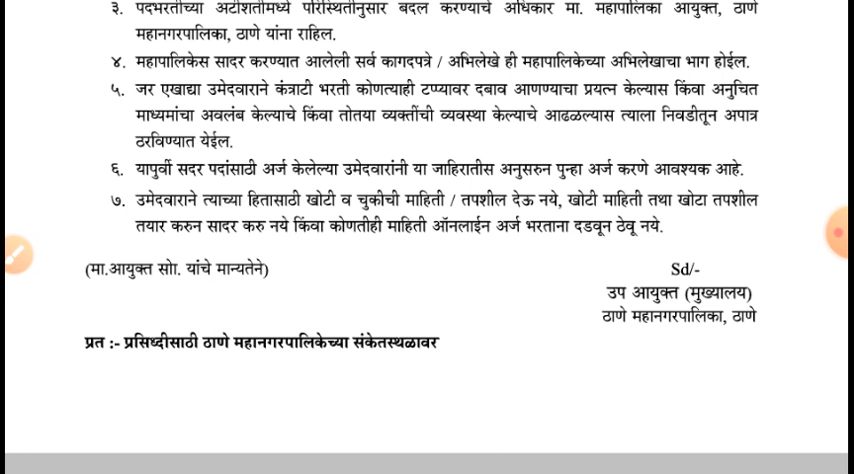 ३. पदभरतीच्या अटीशर्तीमध्ये परिस्थितीनुसार बदल करण्याचे अधिकार मा. महापालिका आयुक्त, ठाणे
महानगरपालिका, ठाणे यांना राहिल.
४. महापालिकेस सादर करण्यात आलेली सर्व कागदपत्रे / अभिलेखे ही महापालिकेच्या अभिलेखाचा भाग होईल.
५. जर एखाद्या उमेदवाराने कंत्राटी भरती कोणत्याही टप्प्यावर दबाव आणण्याचा प्रयत्न केल्यास किंवा अनुचित
माध्यमांचा अवलंब केल्याचे किंवा तोतया व्यक्तींची व्यवस्था केल्याचे आढळल्यास त्याला निवडीतून अपात्र
ठरविण्यात येईल.
६. यापुर्वी सदर पदांसाठी अर्ज केलेल्या उमेदवारांनी या जाहिरातीस अनुसरुन पुन्हा अर्ज करणे आवश्यक आहे.
७. उमेदवाराने त्याच्या हितासाठी खोटी व चुकीची माहिती / तपशील देऊ नये, खोटी माहिती तथा खोटा तपशील
तयार करुन सादर करु नये किंवा कोणतीही माहिती ऑनलाईन अर्ज भरताना दडवून ठेवू नये.
(मा.आयुक्त सोा. यांचे मान्यतेने)
Sd/-
उप आयुक्त (मुख्यालय)
ठाणे महानगरपालिका, ठाणे
प्रत :- प्रसिध्दीसाठी ठाणे महानगरपालिकेच्या संकेतस्थळावर